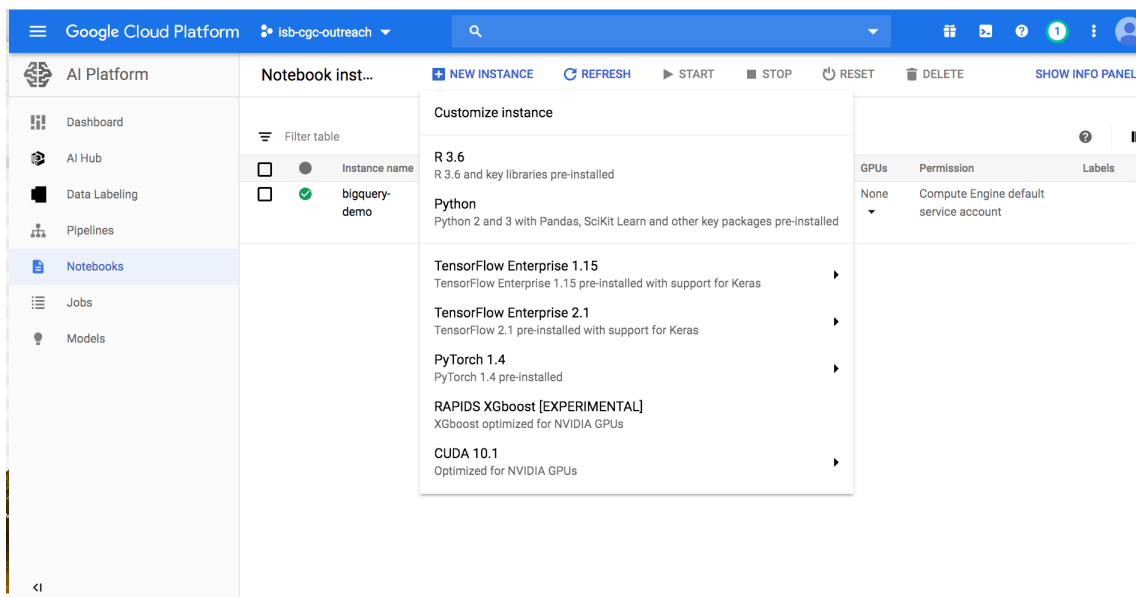 Google Cloud Platform isb-cgc-outreach 1
AI Platform
Notebook inst... NEW INSTANCE REFRESH START STOP RESET DELETE SHOW INFO PANEL
Dashboard
AI Hub
Data Labeling
Pipelines
Notebooks
Jobs
Models
Filter table
Instance name GPUs Permission Labels
bigquery-
demo
None
Compute Engine default
service account
Customize instance
R 3.6
R 3.6 and key libraries pre-installed
Python
Python 2 and 3 with Pandas, SciKit Learn and other key packages pre-installed
TensorFlow Enterprise 1.15
TensorFlow Enterprise 1.15 pre-installed with support for Keras
TensorFlow Enterprise 2.1
TensorFlow 2.1 pre-installed with support for Keras
PyTorch 1.4
PyTorch 1.4 pre-installed
RAPIDS XGboost [EXPERIMENTAL]
XGboost optimized for NVIDIA GPUs
CUDA 10.1
Optimized for NVIDIA GPUs